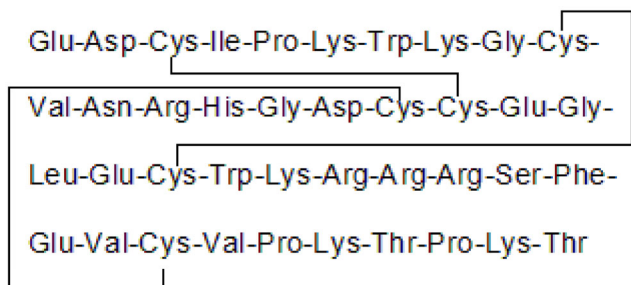 Glu-Asp-Cys-Ile-Pro-Lys-Trp-Lys-Gly-Cys-
Val-Asn-Arg-His-Gly-Asp-Cys-Cys-Glu-Gly-
Leu-Glu-Cys-Trp-Lys-Arg-Arg-Arg-Ser-Phe-
Glu-Val-Cys-Val-Pro-Lys-Thr-Pro-Lys-Thr